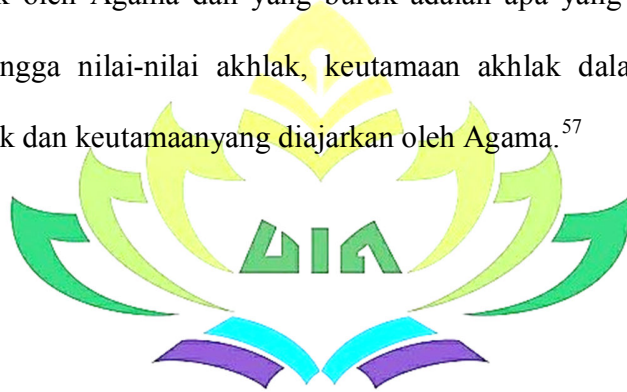 k oleh Agama dan yang buruk adalah apa yang
ngga nilai-nilai akhlak, keutamaan akhlak dala
k dan keutamaanyang diajarkan oleh Agama.57
UIN